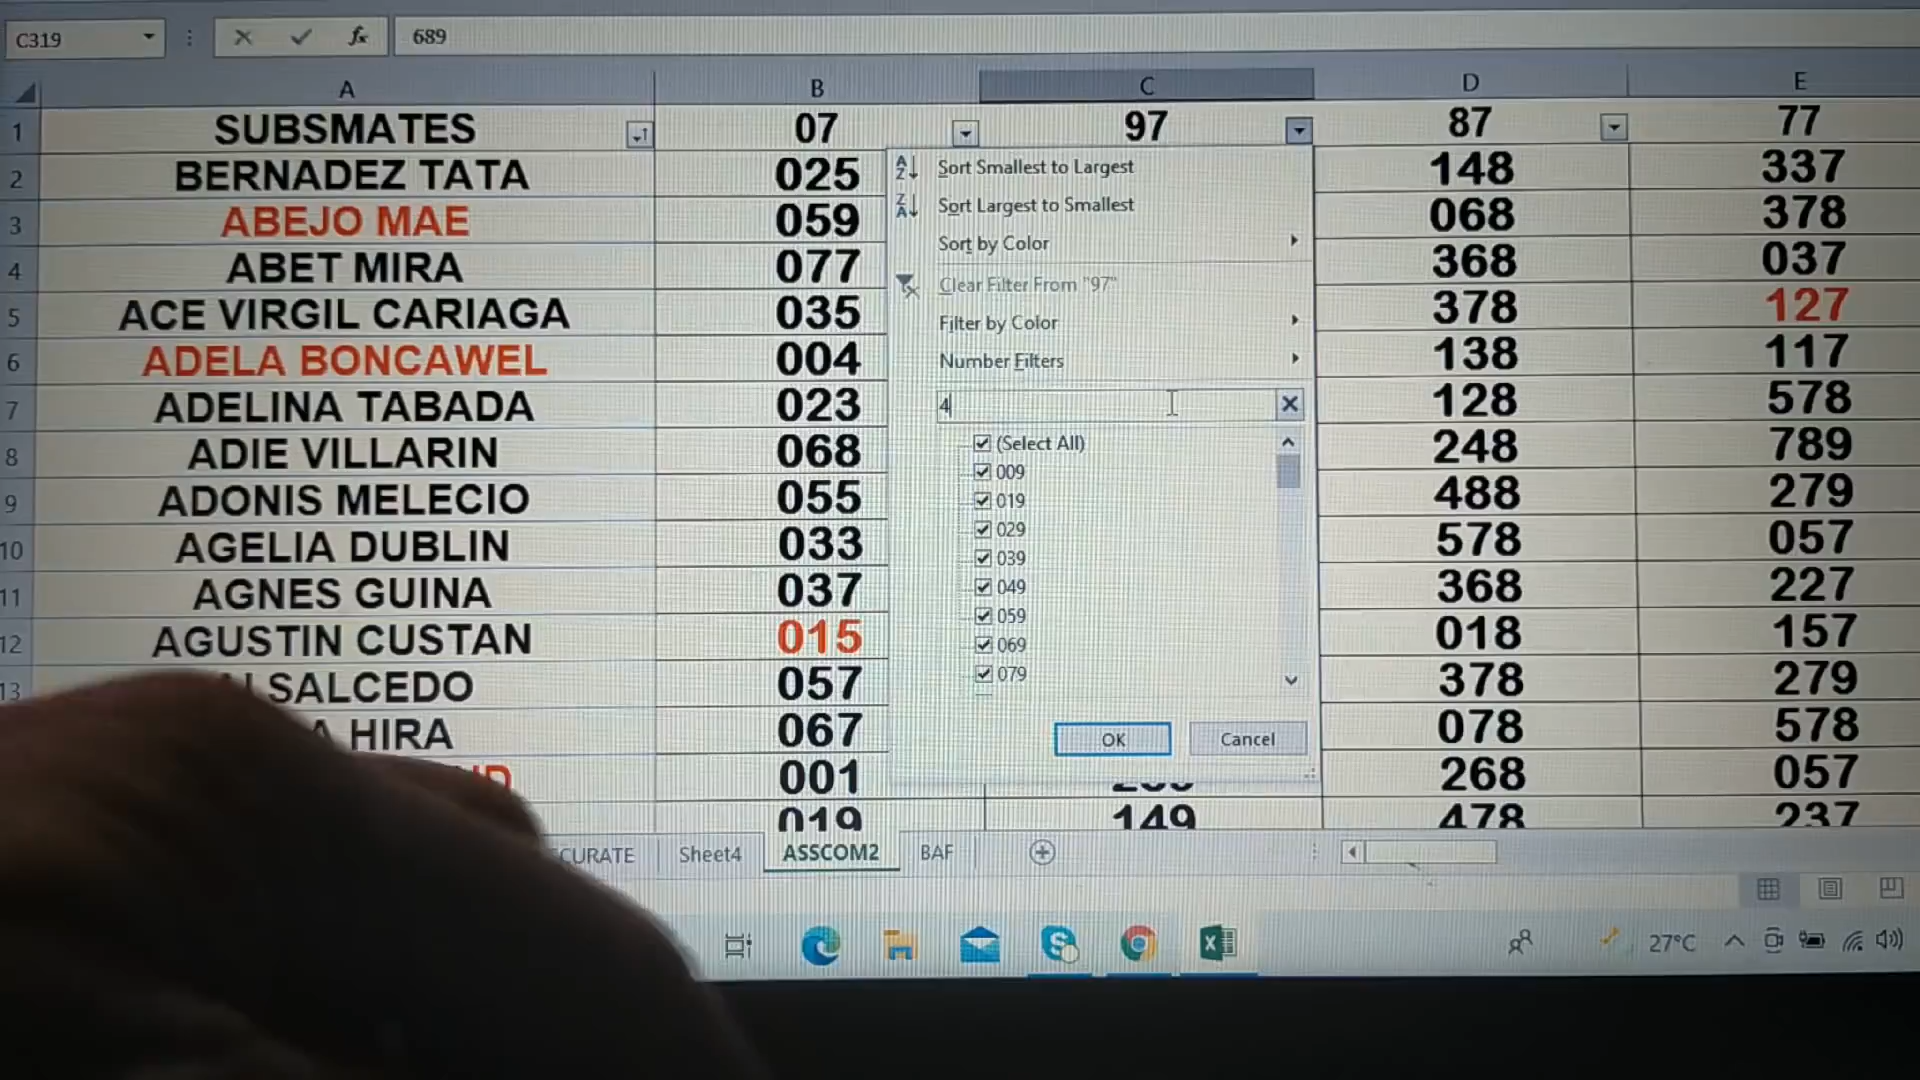 C319 fx 689
A B C D E
1 SUBSMATES 07 97 87 77
2 BERNADEZ TATA 025 148 337
3 ABEJO MAE 059 068 378
4 ABET MIRA 077 368 037
5 ACE VIRGIL CARIAGA 035 378 127
6 ADELA BONCAWEL 004 138 117
7 ADELINA TABADA 023 128 578
8 ADIE VILLARIN 068 248 789
9 ADONIS MELECIO 055 488 279
10 AGELIA DUBLIN 033 578 057
11 AGNES GUINA 037 368 227
12 AGUSTIN CUSTAN 015 018 157
13 SALCEDO 057 378 279
HIRA 067 078 578
001 268 057
019 149 478 237
Sort Smallest to Largest
Sort Largest to Smallest
Sort by Color
Clear Filter From "97"
Filter by Color
Number Filters
4
(Select All)
009
019
029
039
049
059
069
079
OK Cancel
CURATE Sheet4 ASSCOM2 BAF
27°C